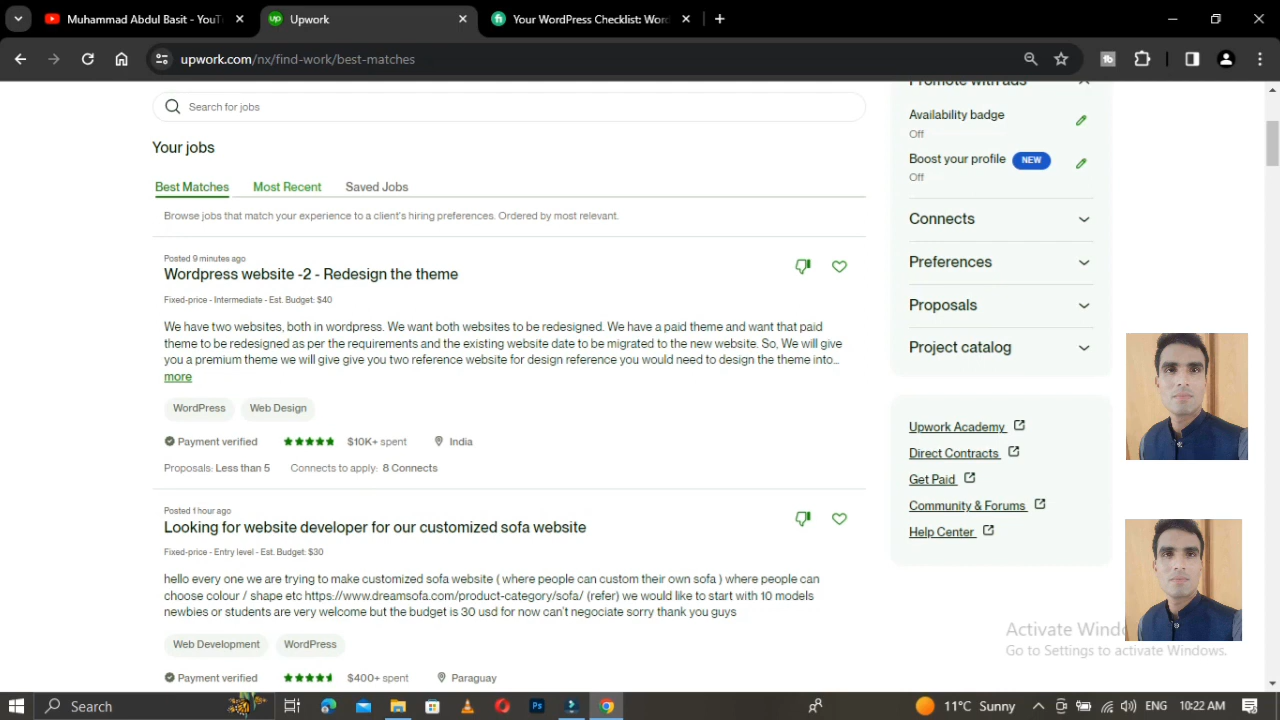 Muhammad Abdul Basit - YouT
Upwork
Your WordPress Checklist: Wor
upwork.com/nx/find-work/best-matches
Search for jobs
Your jobs
Best Matches
Most Recent
Saved Jobs
Browse jobs that match your experience to a client's hiring preferences. Ordered by most relevant.
Posted 9 minutes ago
Wordpress website -2 - Redesign the theme
Fixed-price - Intermediate - Est. Budget: $40
We have two websites, both in wordpress. We want both websites to be redesigned. We have a paid theme and want that paid
theme to be redesigned as per the requirements and the existing website date to be migrated to the new website. So, We will give
you a premium theme we will give give you two reference website for design reference you would need to design the theme into...
more
WordPress
Web Design
Payment verified
$10K+ spent
India
Proposals: Less than 5
Connects to apply: 8 Connects
Posted 1 hour ago
Looking for website developer for our customized sofa website
Fixed-price - Entry level - Est. Budget: $30
hello every one we are trying to make customized sofa website ( where people can custom their own sofa ) where people can
choose colour / shape etc https://www.dreamsofa.com/product-category/sofa/ (refer) we would like to start with 10 models
newbies or students are very welcome but the budget is 30 usd for now can't negociate sorry thank you guys
Web Development
WordPress
Payment verified
$400+ spent
Paraguay
Promote with ads
Availability badge
Off
Boost your profile
NEW
Off
Connects
Preferences
Proposals
Project catalog
Upwork Academy
Direct Contracts
Get Paid
Community & Forums
Help Center
Activate Windo
Go to Settings to activate Windows.
Search
11°C Sunny
ENG
10:22 AM